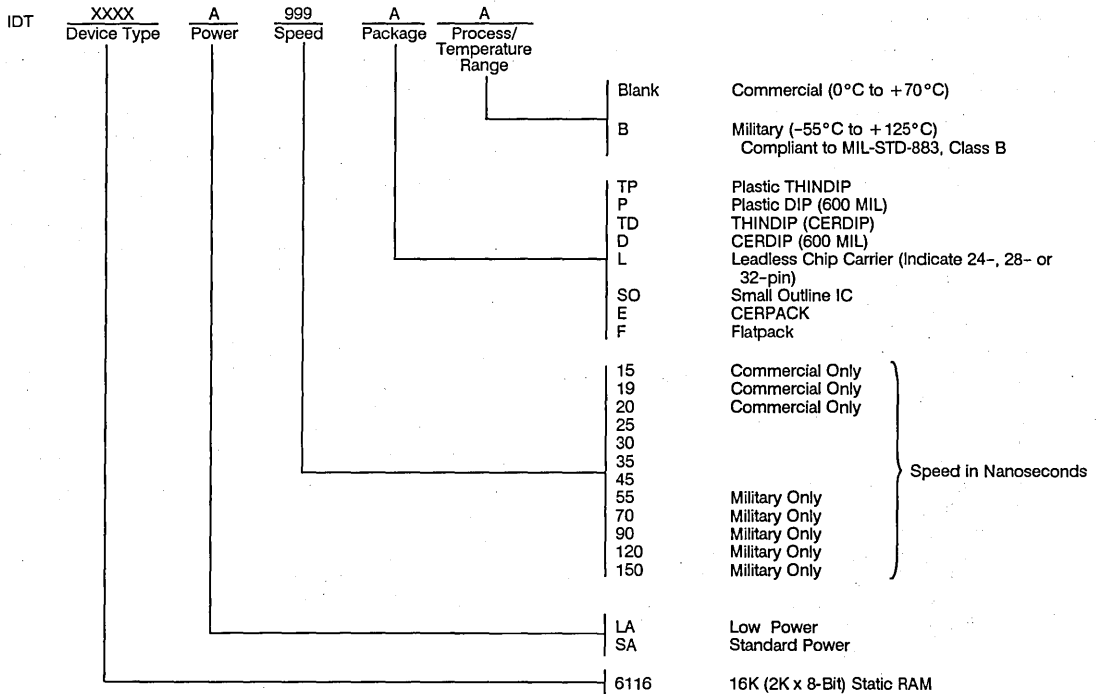 IDT XXXX A 999 A A
Device Type Power Speed Package Process/
Temperature
Range
Blank Commercial (0°C to +70°C)
B Military (-55°C to +125°C)
Compliant to MIL-STD-883, Class B
TP Plastic THINDIP
P Plastic DIP (600 MIL)
TD THINDIP (CERDIP)
D CERDIP (600 MIL)
L Leadless Chip Carrier (Indicate 24-, 28- or
32-pin)
SO Small Outline IC
E CERPACK
F Flatpack
15 Commercial Only
19 Commercial Only
20 Commercial Only
25
30
35
45
Speed in Nanoseconds
55 Military Only
70 Military Only
90 Military Only
120 Military Only
150 Military Only
LA Low Power
SA Standard Power
6116 16K (2K x 8-Bit) Static RAM